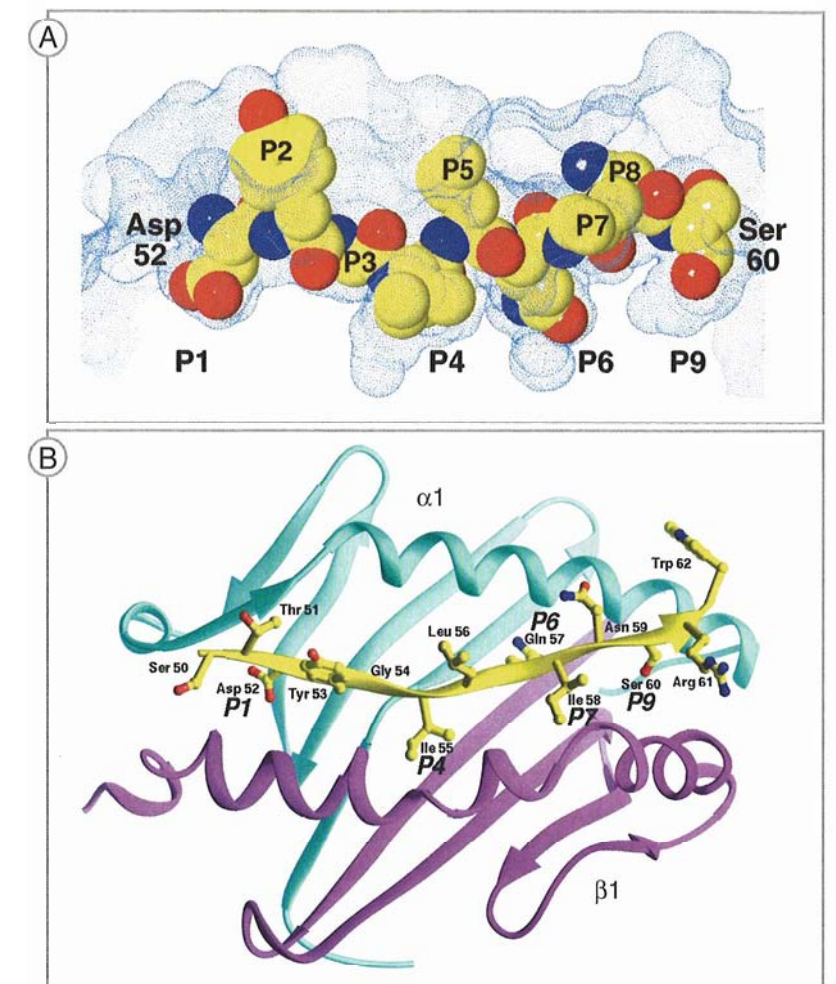 A
P2
P5
P8
P7
Asp
52
P3
Ser
60
P1
P4
P6
P9
B
α1
Trp 62
Thr 51
P6
Leu 56
Gln 57
Asn 59
Ser 50
Gly 54
Asp 52
Tyr 53
P1
Ile 58
P7
Ser 60
P9
Arg 61
Ile 55
P4
β1